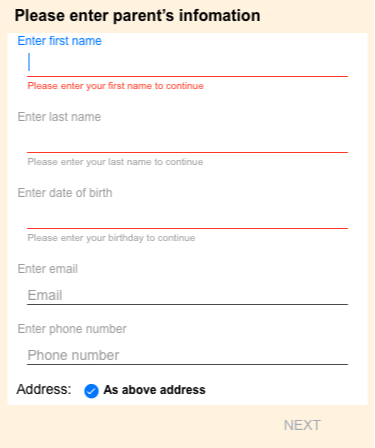 Please enter parent's infomation
Enter first name
Please enter your first name to continue
Enter last name
Please enter your last name to continue
Enter date of birth
Please enter your birthday to continue
Enter email
Email
Enter phone number
Phone number
Address: As above address
NEXT